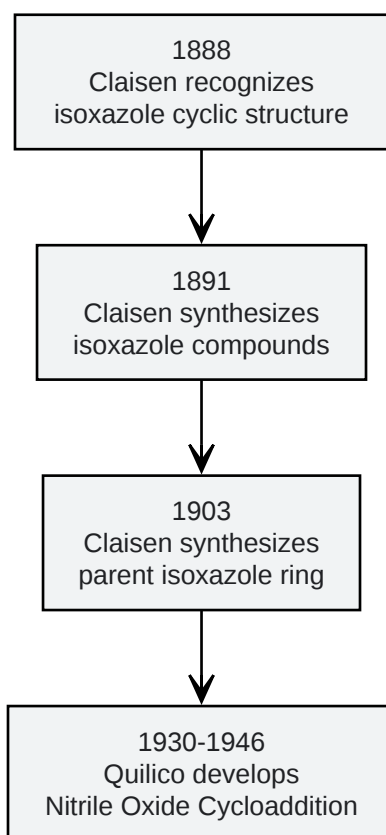 1888
Claisen recognizes
isoxazole cyclic structure
1891
Claisen synthesizes
isoxazole compounds
1903
Claisen synthesizes
parent isoxazole ring
1930-1946
Quilico develops
Nitrile Oxide Cycloaddition